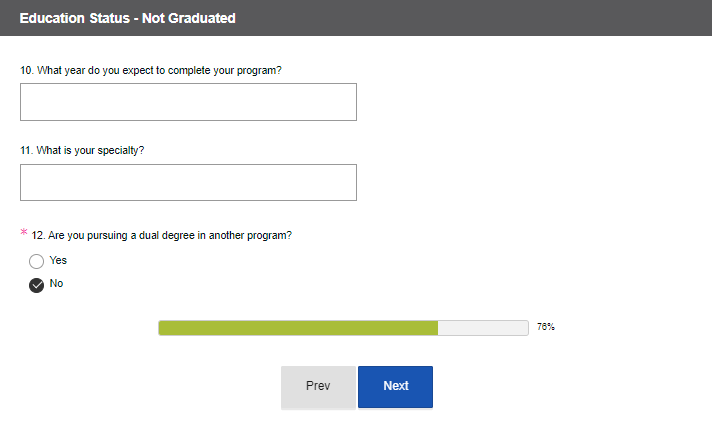 Education Status - Not Graduated
10. What year do you expect to complete your program?
11. What is your specialty?
* 12. Are you pursuing a dual degree in another program?
Yes
No
76%
Prev
Next